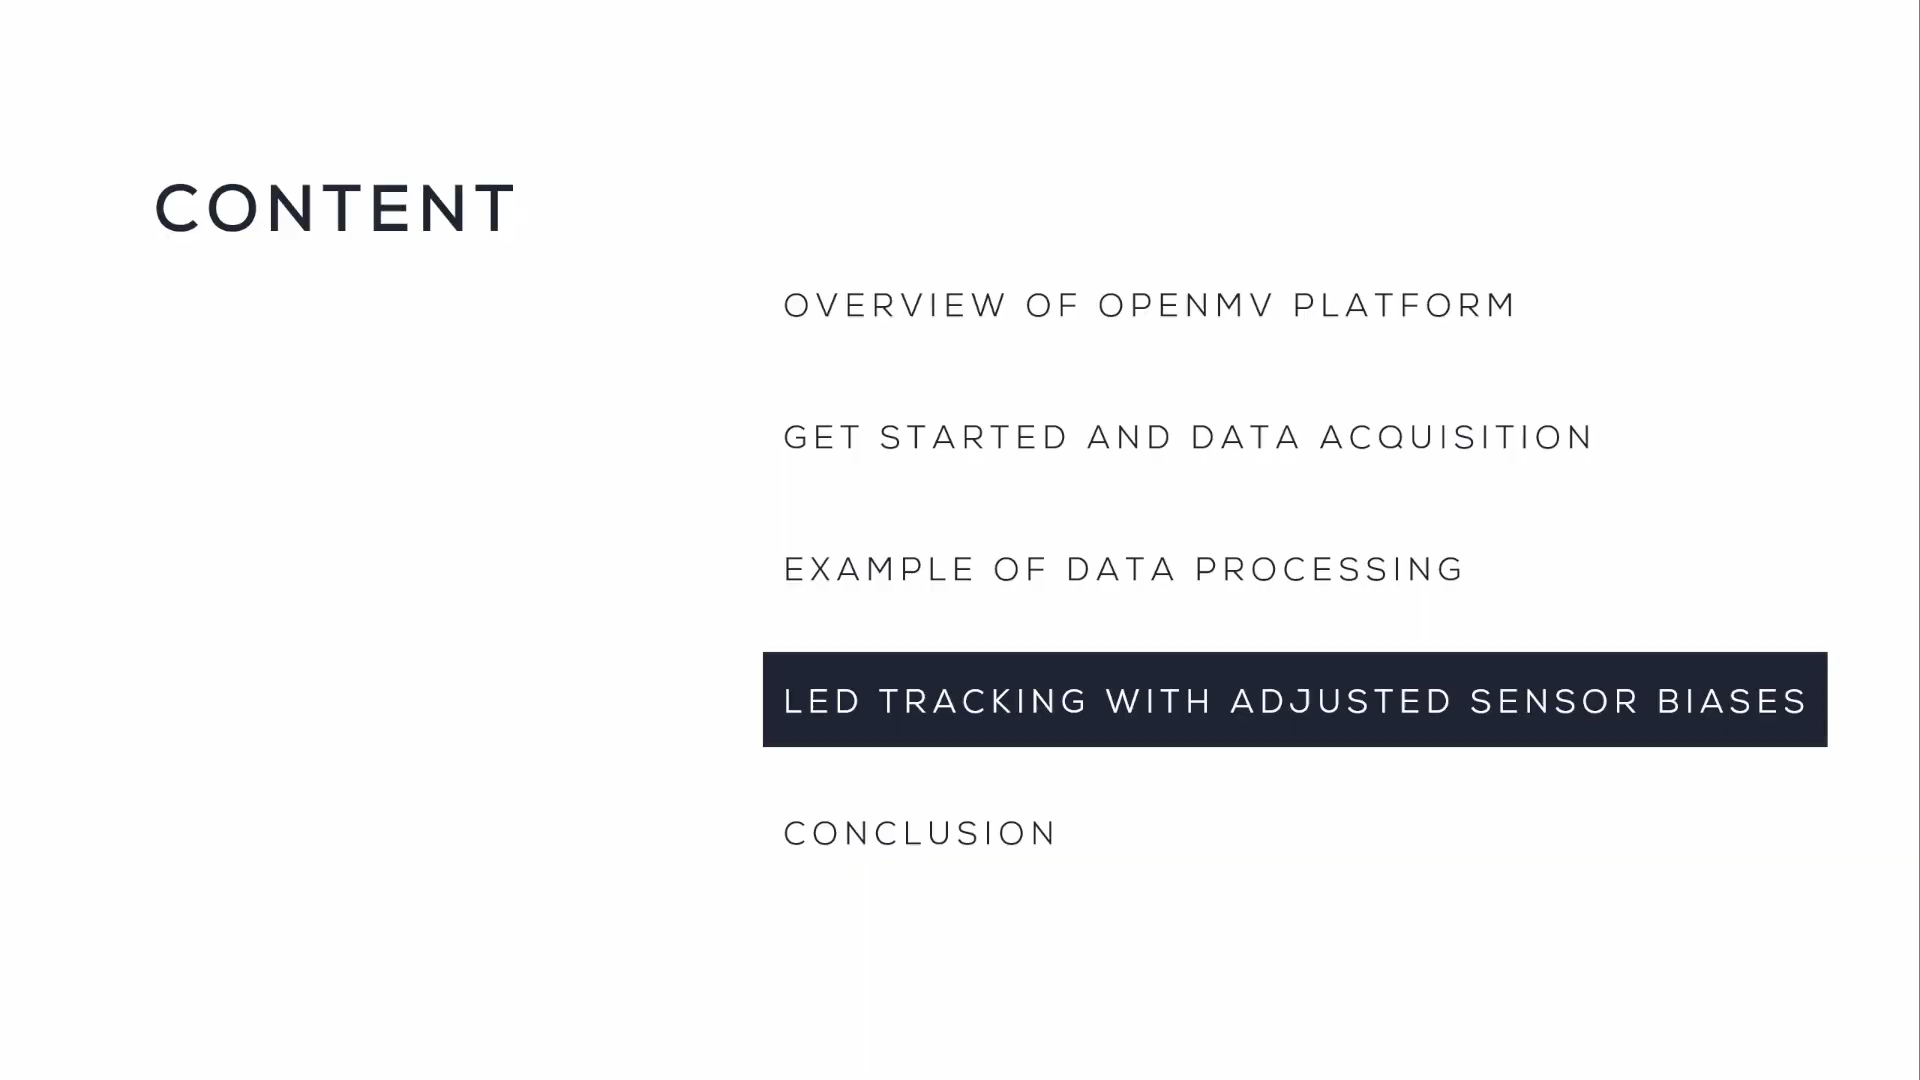 CONTENT
OVERVIEW OF OPENMV PLATFORM
GET STARTED AND DATA ACQUISITION
EXAMPLE OF DATA PROCESSING
LED TRACKING WITH ADJUSTED SENSOR BIASES
CONCLUSION